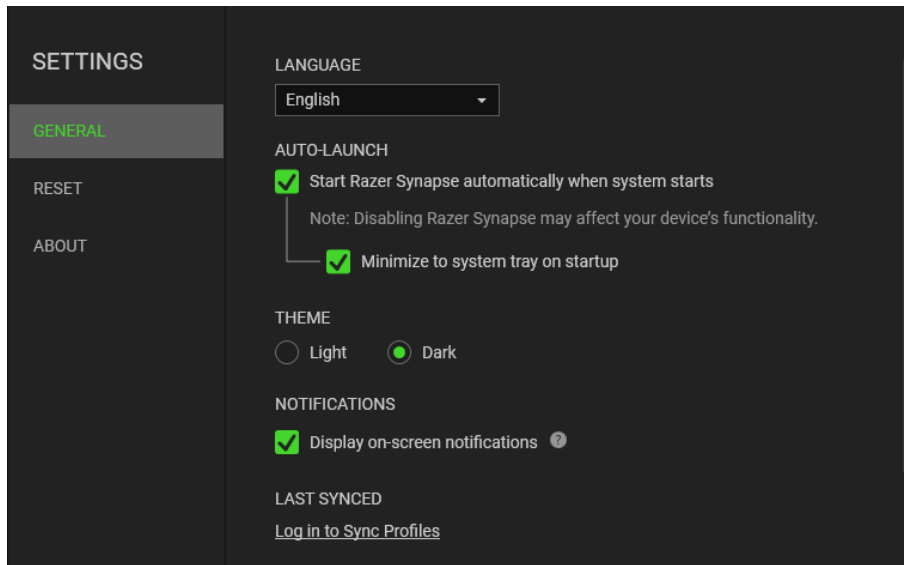 SETTINGS
GENERAL
RESET
ABOUT
LANGUAGE
English
AUTO-LAUNCH
Start Razer Synapse automatically when system starts
Note: Disabling Razer Synapse may affect your device’s functionality.
Minimize to system tray on startup
THEME
Light
Dark
NOTIFICATIONS
Display on-screen notifications ?
LAST SYNCED
Log in to Sync Profiles